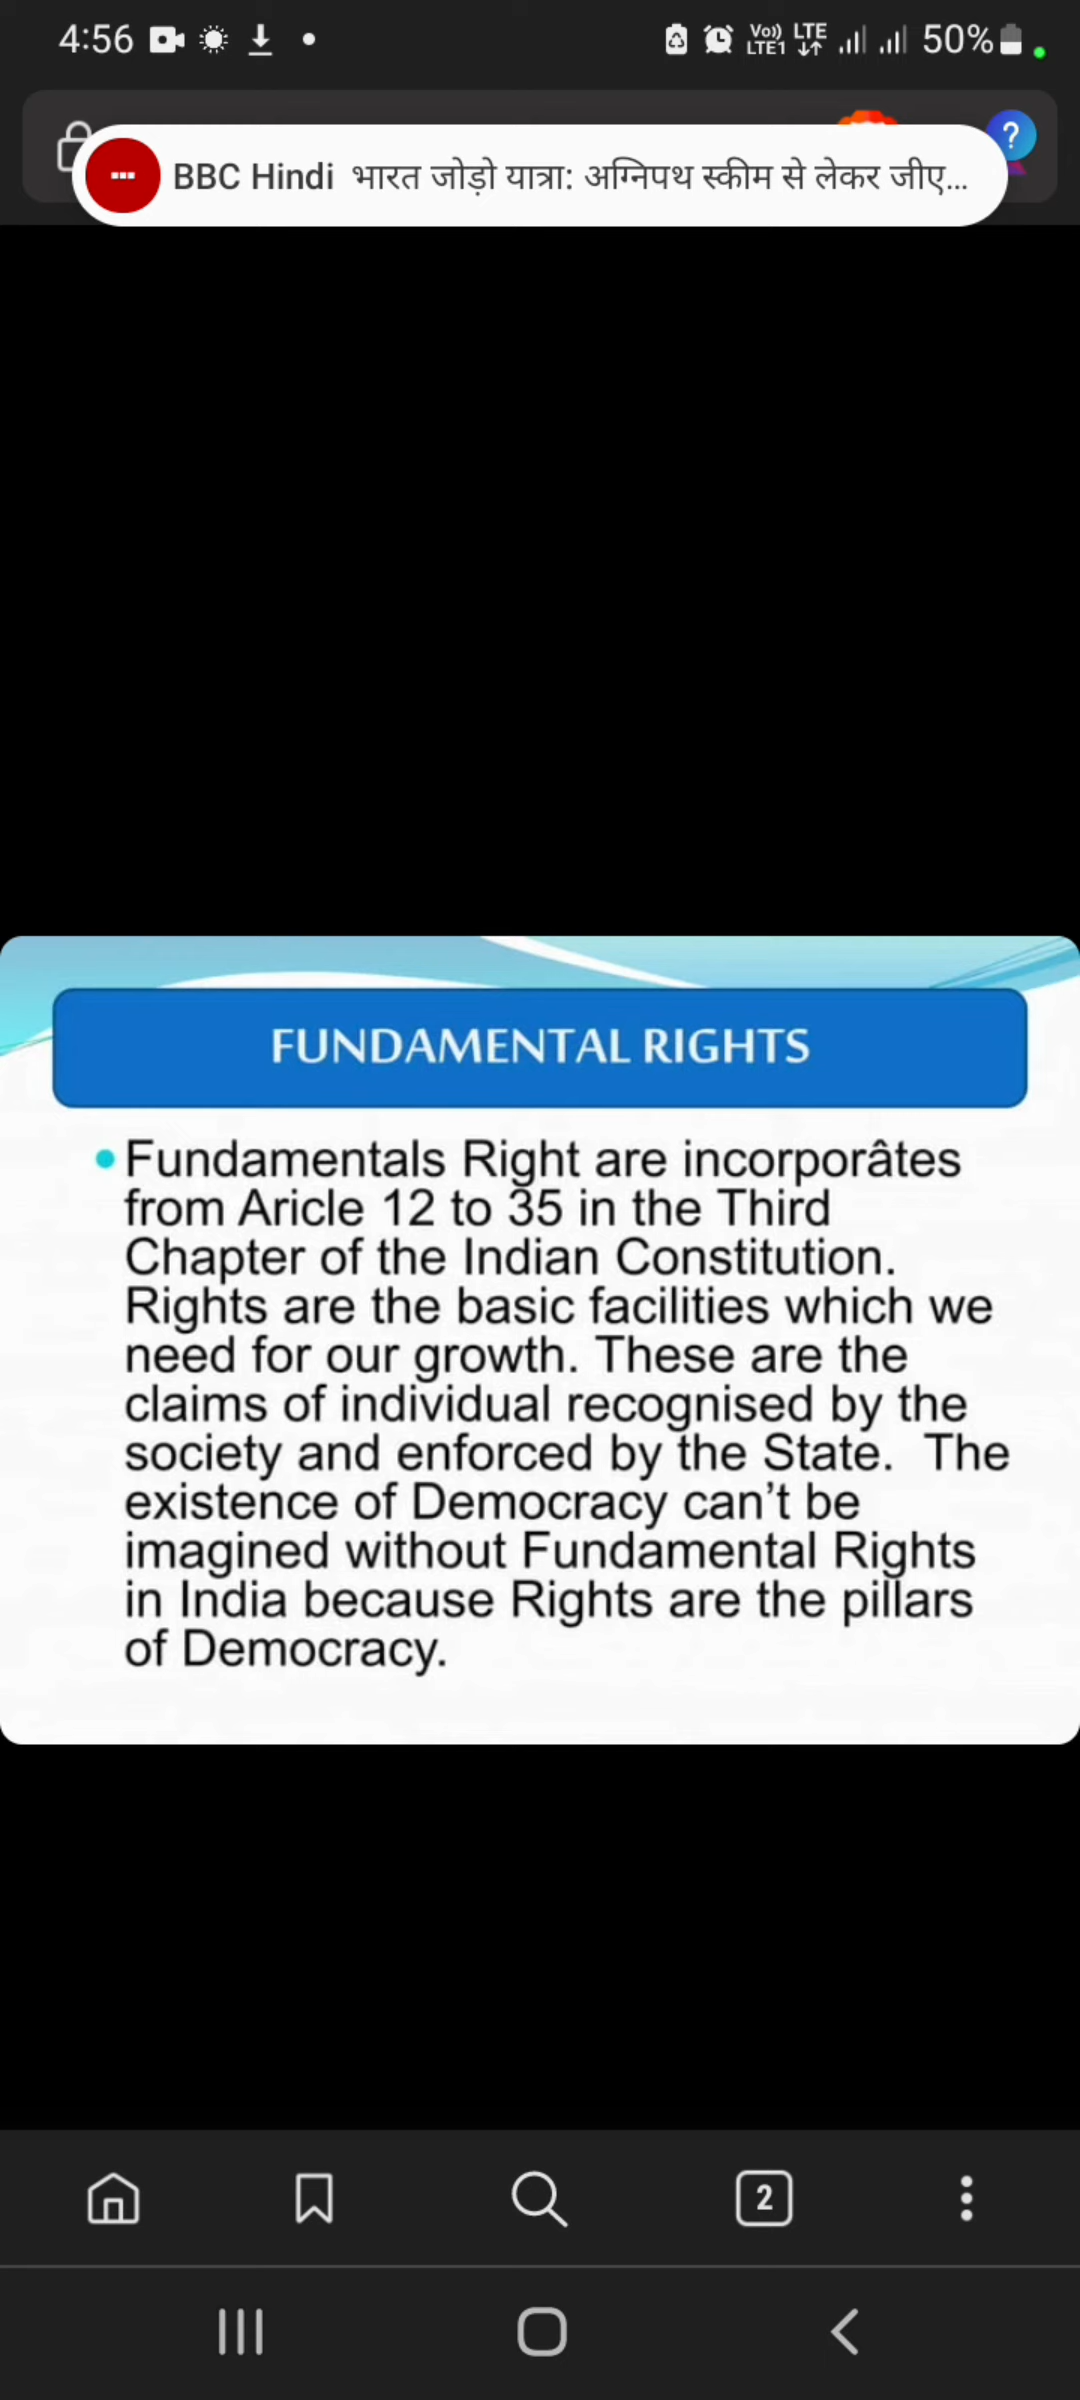 4:56
Vo)) LTE1 LTE 50%
BBC Hindi भारत जोड़ो यात्रा: अग्निपथ स्कीम से लेकर जीए...
?
FUNDAMENTAL RIGHTS
• Fundamentals Right are incorporâtes
from Aricle 12 to 35 in the Third
Chapter of the Indian Constitution.
Rights are the basic facilities which we
need for our growth. These are the
claims of individual recognised by the
society and enforced by the State. The
existence of Democracy can't be
imagined without Fundamental Rights
in India because Rights are the pillars
of Democracy.
2